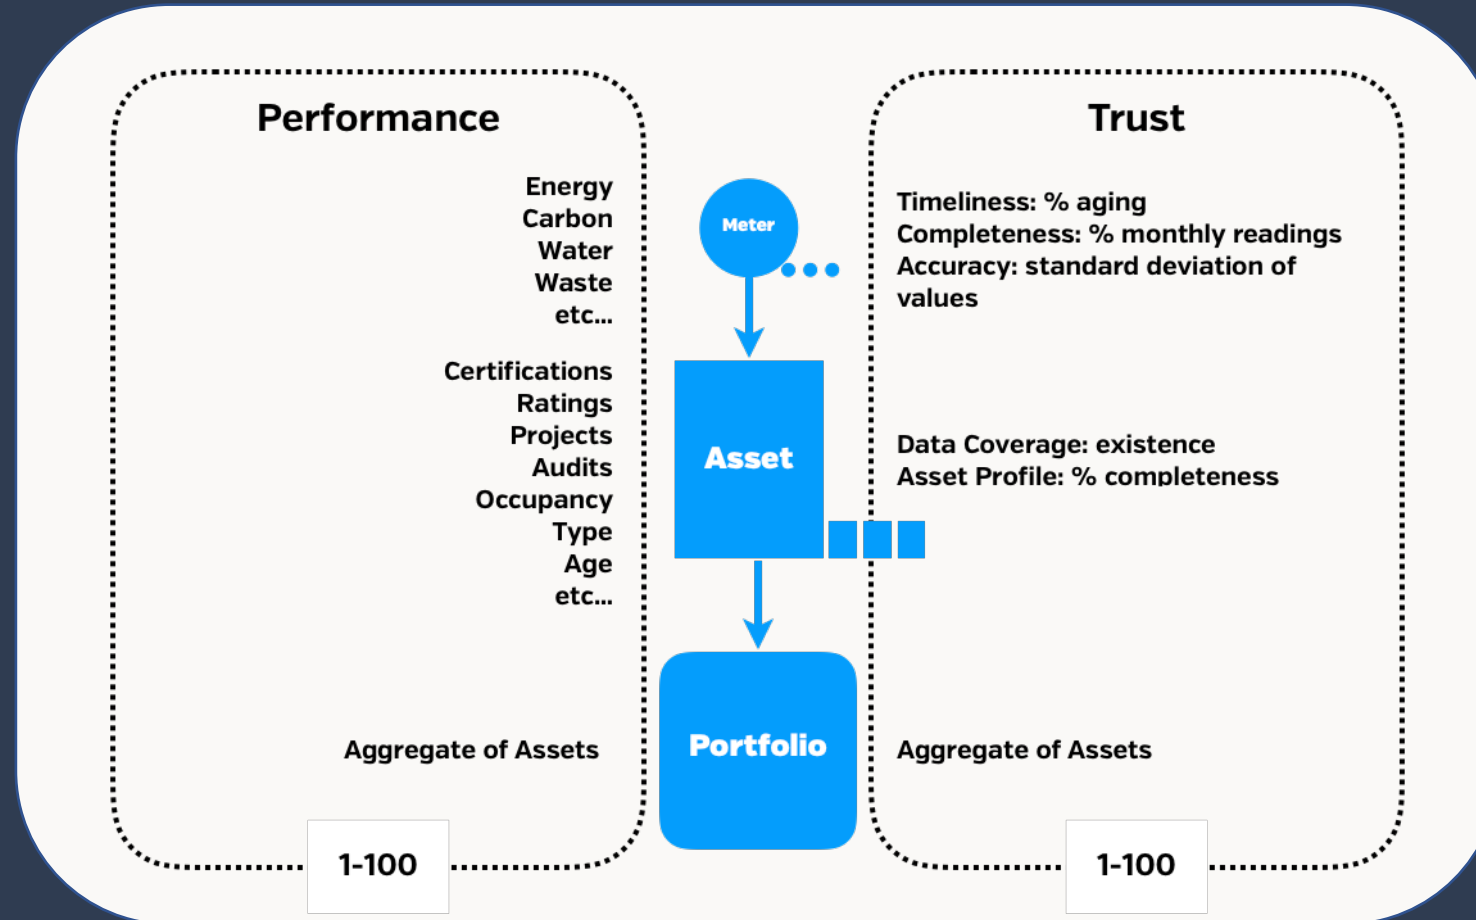 Performance
Energy
Carbon
Water
Waste
etc...
Certifications
Ratings
Projects
Audits
Occupancy
Type
Age
etc...
Aggregate of Assets
1-100
Meter
Asset
Portfolio
Trust
Timeliness: % aging
Completeness: % monthly readings
Accuracy: standard deviation of
values
Data Coverage: existence
Asset Profile: % completeness
Aggregate of Assets
1-100